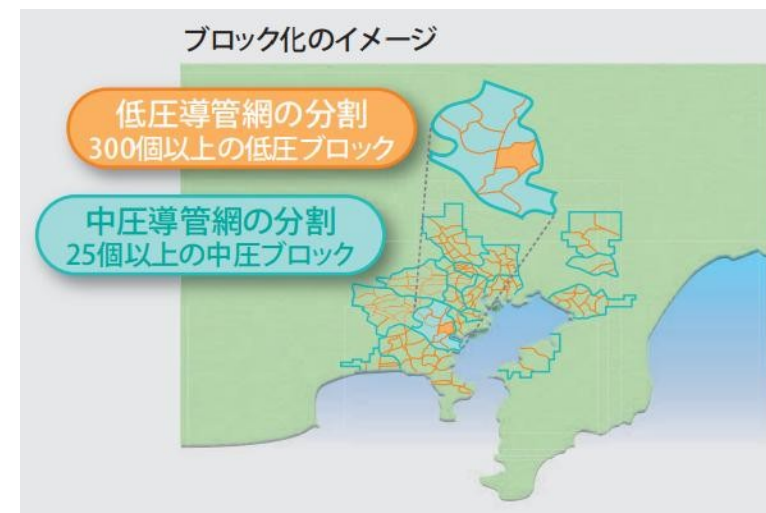 ブロック化のイメージ
低圧導管網の分割
300個以上の低圧ブロック
中圧導管網の分割
25個以上の中圧ブロック